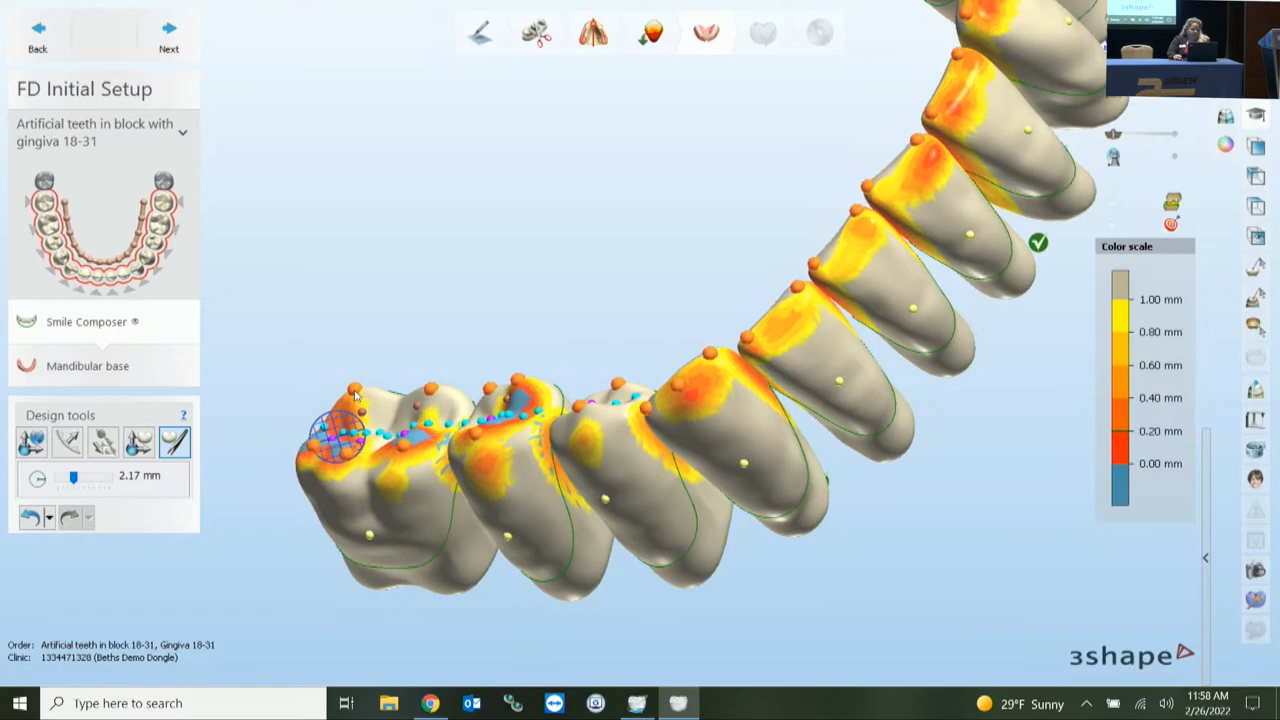 Back
Next
FD Initial Setup
Artificial teeth in block with
gingiva 18-31
Smile Composer ®
Mandibular base
Design tools
?
2.17 mm
Order: Artificial teeth in block 18-31, Gingiva 18-31
Clinic: 1334471328 (Beths Demo Dongle)
3shape
Color scale
1.00 mm
0.80 mm
0.60 mm
0.40 mm
0.20 mm
0.00 mm
3shape
Type here to search
29°F Sunny
11:58 AM
2/26/2022